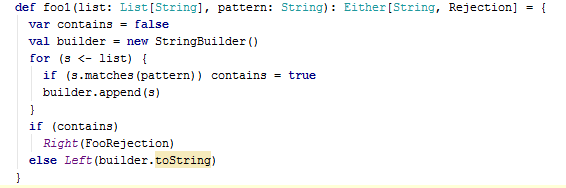 def foo1(list: List[String], pattern: String): Either[String, Rejection] = {
  var contains = false
  val builder = new StringBuilder()
  for (s <- list) {
    if (s.matches(pattern)) contains = true
    builder.append(s)
  }
  if (contains)
    Right(FooRejection)
  else Left(builder.toString)
}